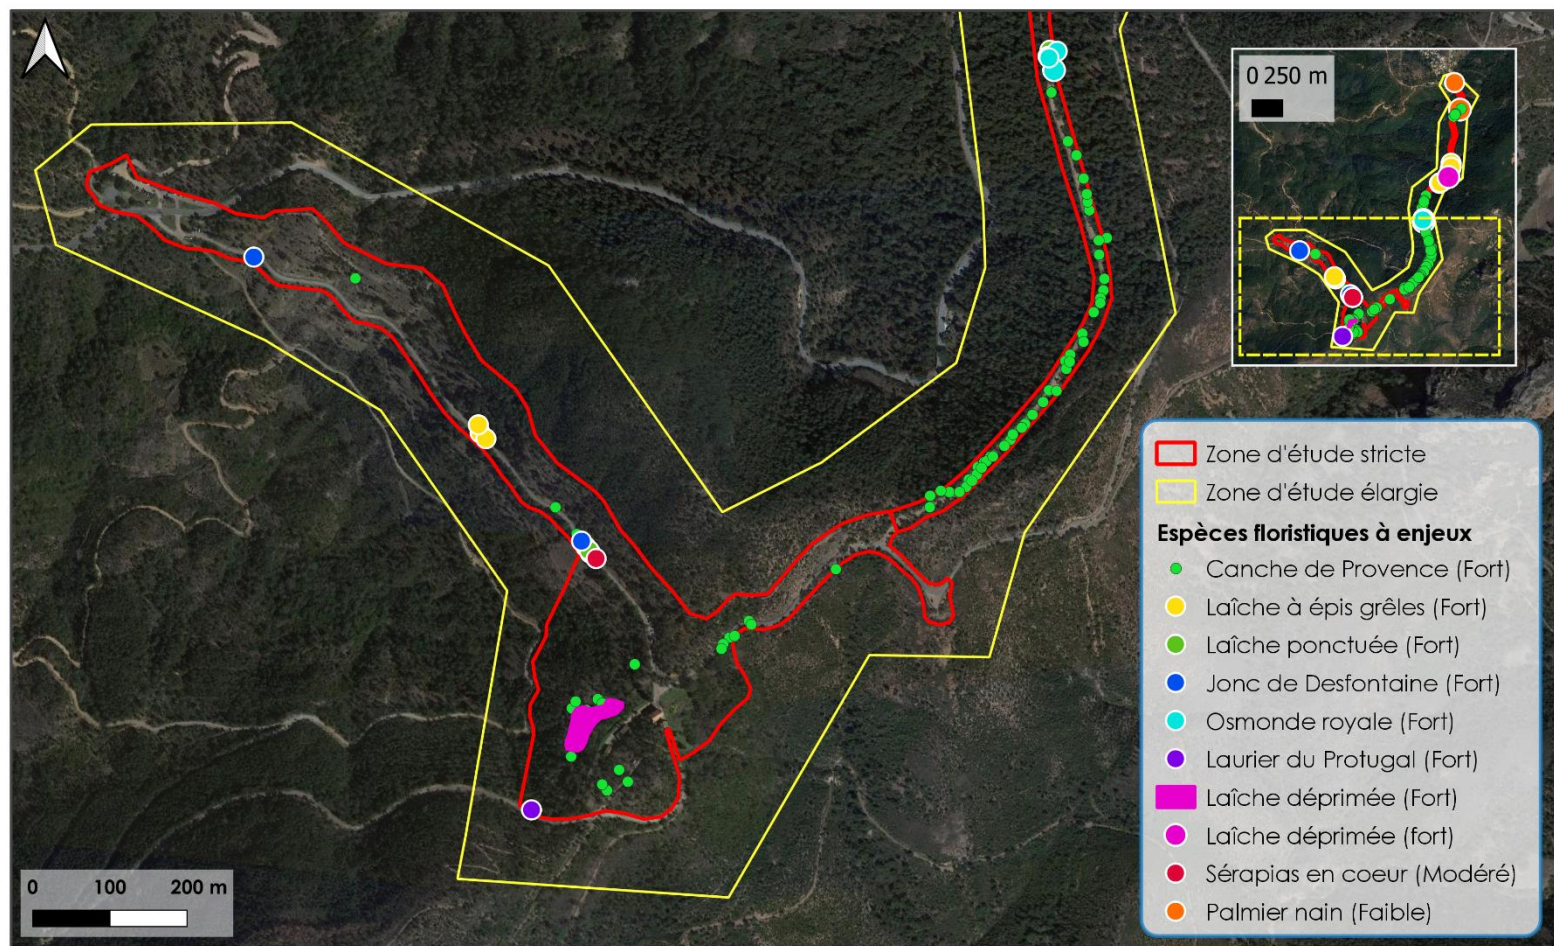 0 250 m
Zone d'étude stricte
Zone d'étude élargie
Espèces floristiques à enjeux
Canche de Provence (Fort)
Laîche à épis grêles (Fort)
Laîche ponctuée (Fort)
Jonc de Desfontaine (Fort)
Osmonde royale (Fort)
Laurier du Protugal (Fort)
Laîche déprimée (Fort)
Laîche déprimée (fort)
Sérapias en coeur (Modéré)
Palmier nain (Faible)
0 100 200 m